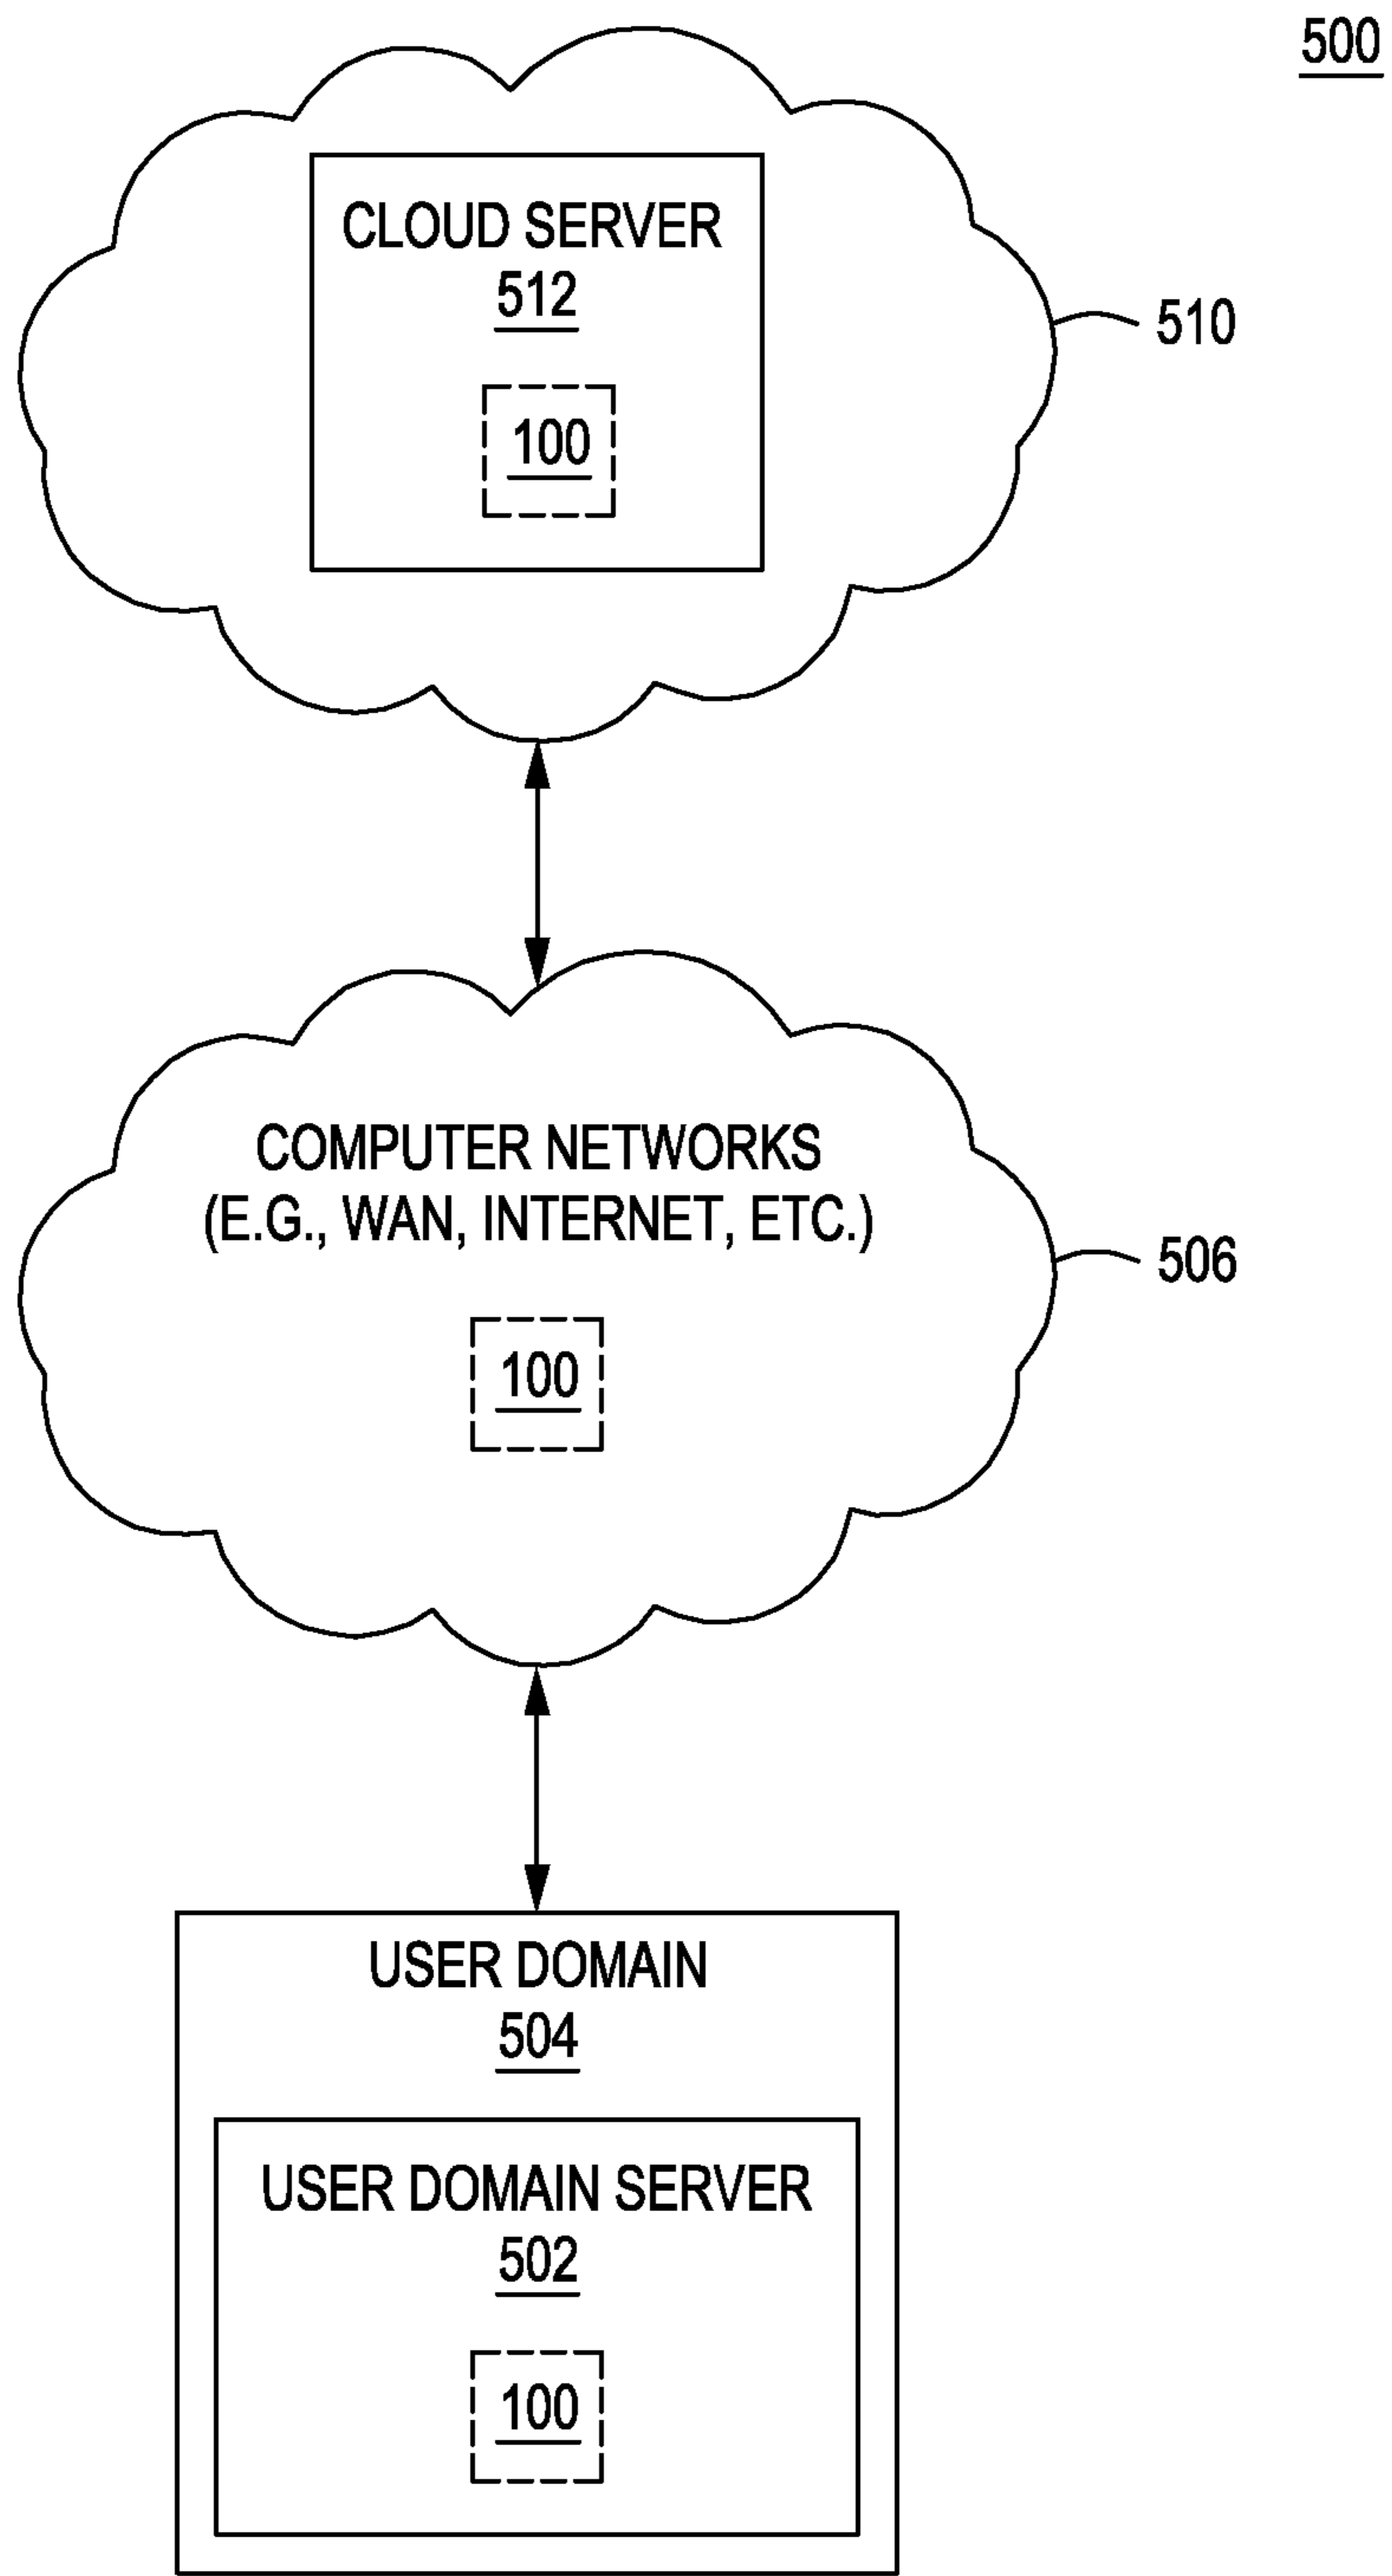 500
CLOUD SERVER
512
100
510
COMPUTER NETWORKS
(E.G., WAN, INTERNET, ETC.)
506
100
USER DOMAIN
504
USER DOMAIN SERVER
502
100